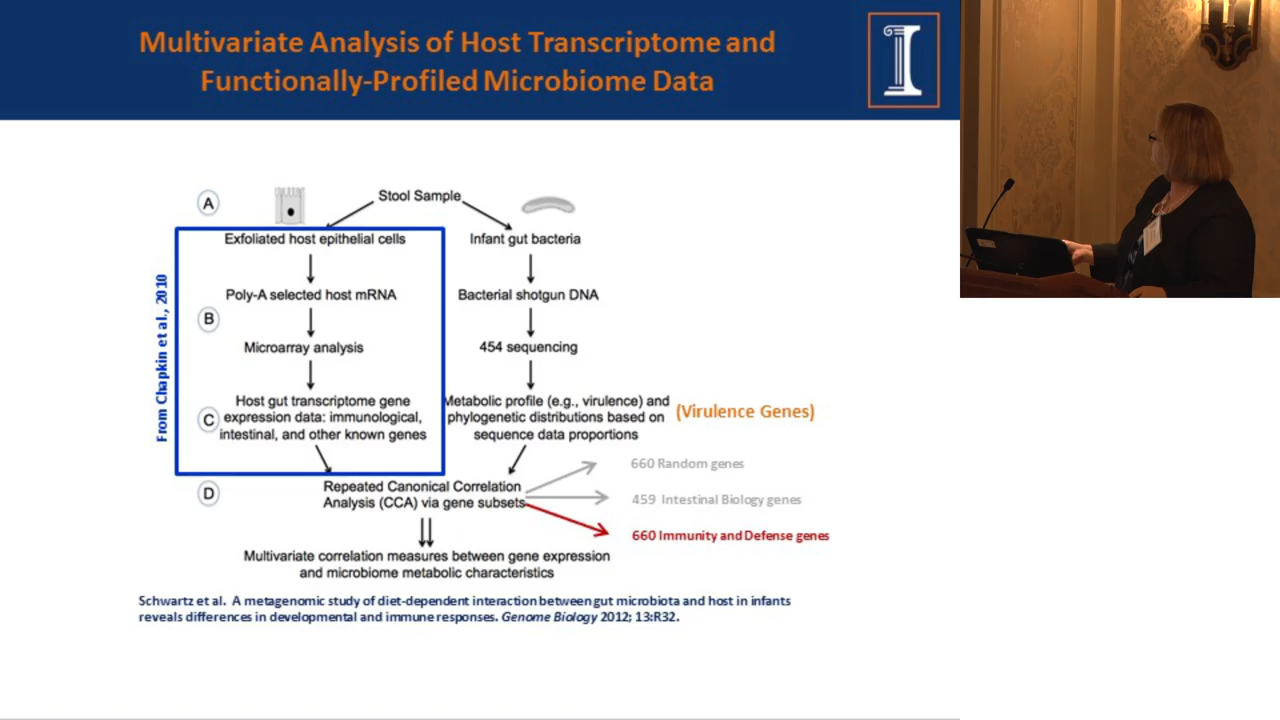 Multivariate Analysis of Host Transcriptome and
Functionally-Profiled Microbiome Data
A
Stool Sample
Exfoliated host epithelial cells
Infant gut bacteria
Poly-A selected host mRNA
Bacterial shotgun DNA
B
Microarray analysis
454 sequencing
From Chapkin et al., 2010
C
Host gut transcriptome gene
expression data: immunological,
intestinal, and other known genes
Metabolic profile (e.g., virulence) and
phylogenetic distributions based on
sequence data proportions
(Virulence Genes)
D
Repeated Canonical Correlation
Analysis (CCA) via gene subsets
660 Random genes
459 Intestinal Biology genes
660 Immunity and Defense genes
Multivariate correlation measures between gene expression
and microbiome metabolic characteristics
Schwartz et al. A metagenomic study of diet-dependent interaction between gut microbiota and host in infants
reveals differences in developmental and immune responses. Genome Biology 2012; 13:R32.